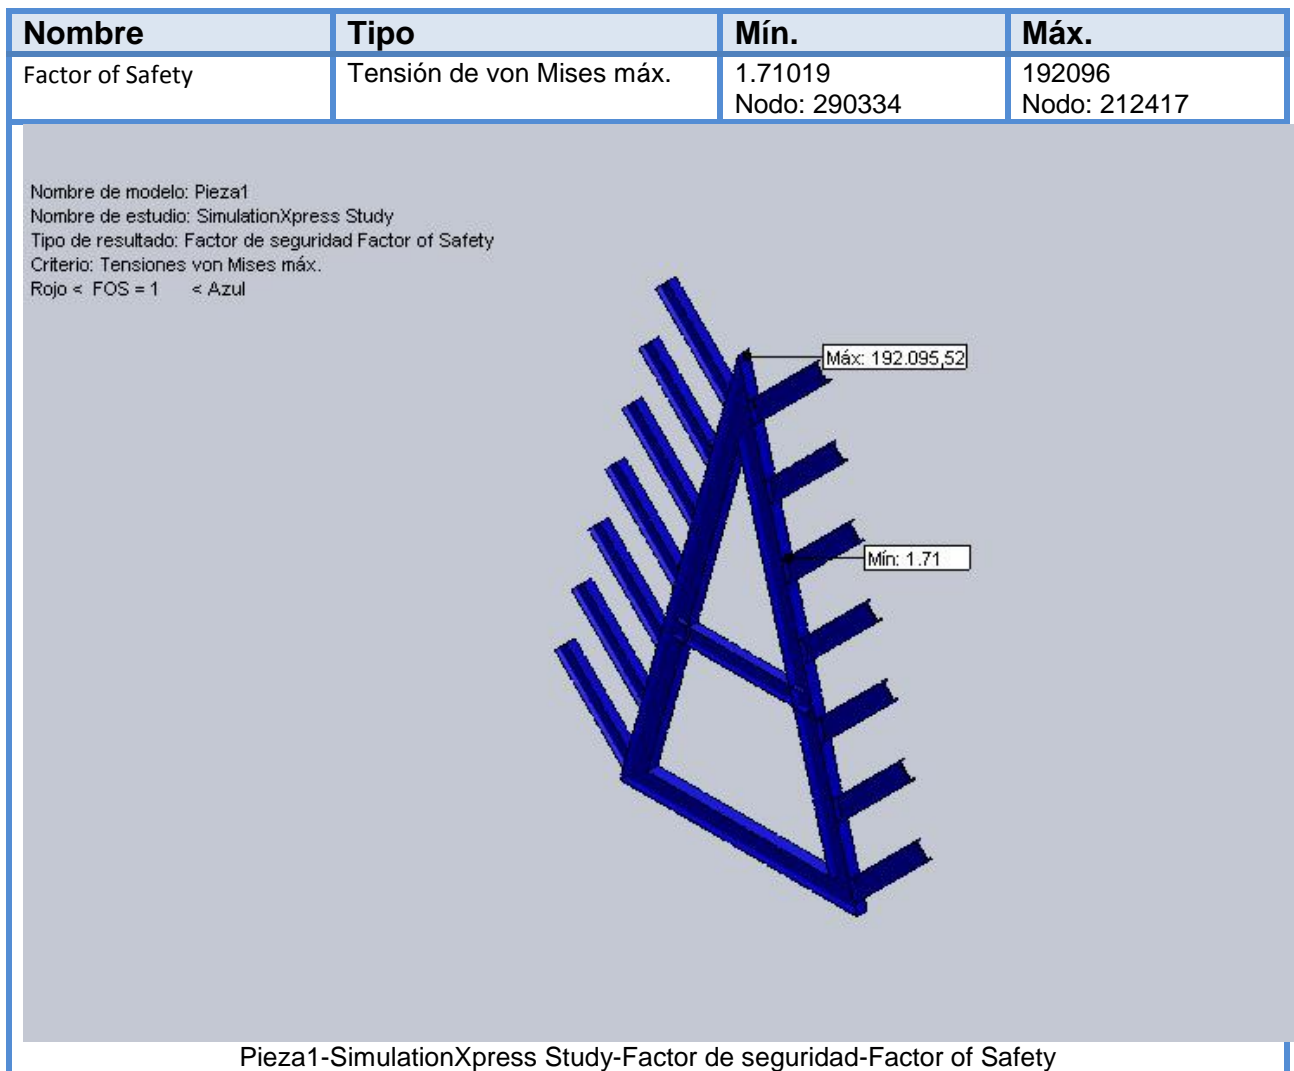 Nombre Tipo Mín. Máx.
Factor of Safety Tensión de von Mises máx. 1.71019 192096
Nodo: 290334 Nodo: 212417
Nombre de modelo: Pieza1
Nombre de estudio: SimulationXpress Study
Tipo de resultado: Factor de seguridad Factor of Safety
Criterio: Tensiones von Mises máx.
Rojo < FOS = 1 < Azul
Máx: 192.095,52
Mín: 1.71
Pieza1-SimulationXpress Study-Factor de seguridad-Factor of Safety